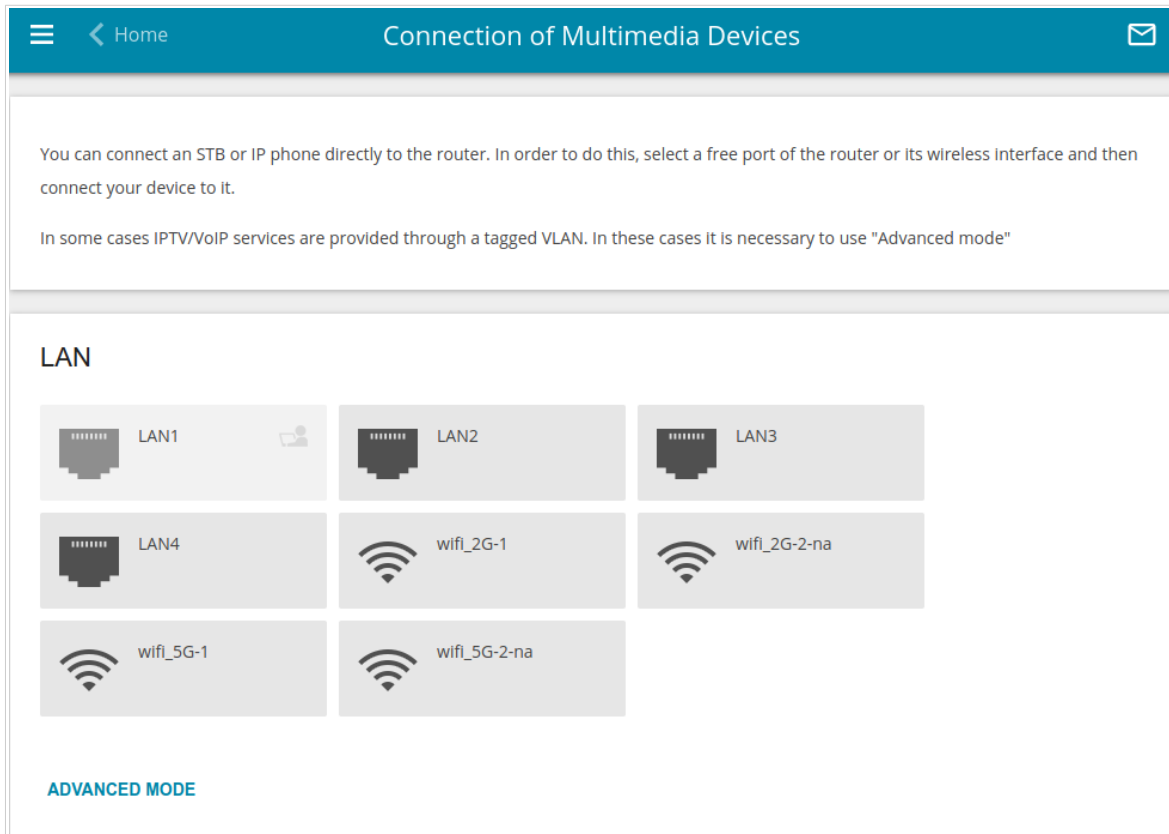 Home
Connection of Multimedia Devices
You can connect an STB or IP phone directly to the router. In order to do this, select a free port of the router or its wireless interface and then
connect your device to it.
In some cases IPTV/VoIP services are provided through a tagged VLAN. In these cases it is necessary to use "Advanced mode"
LAN
LAN1
LAN2
LAN3
LAN4
wifi_2G-1
wifi_2G-2-na
wifi_5G-1
wifi_5G-2-na
ADVANCED MODE